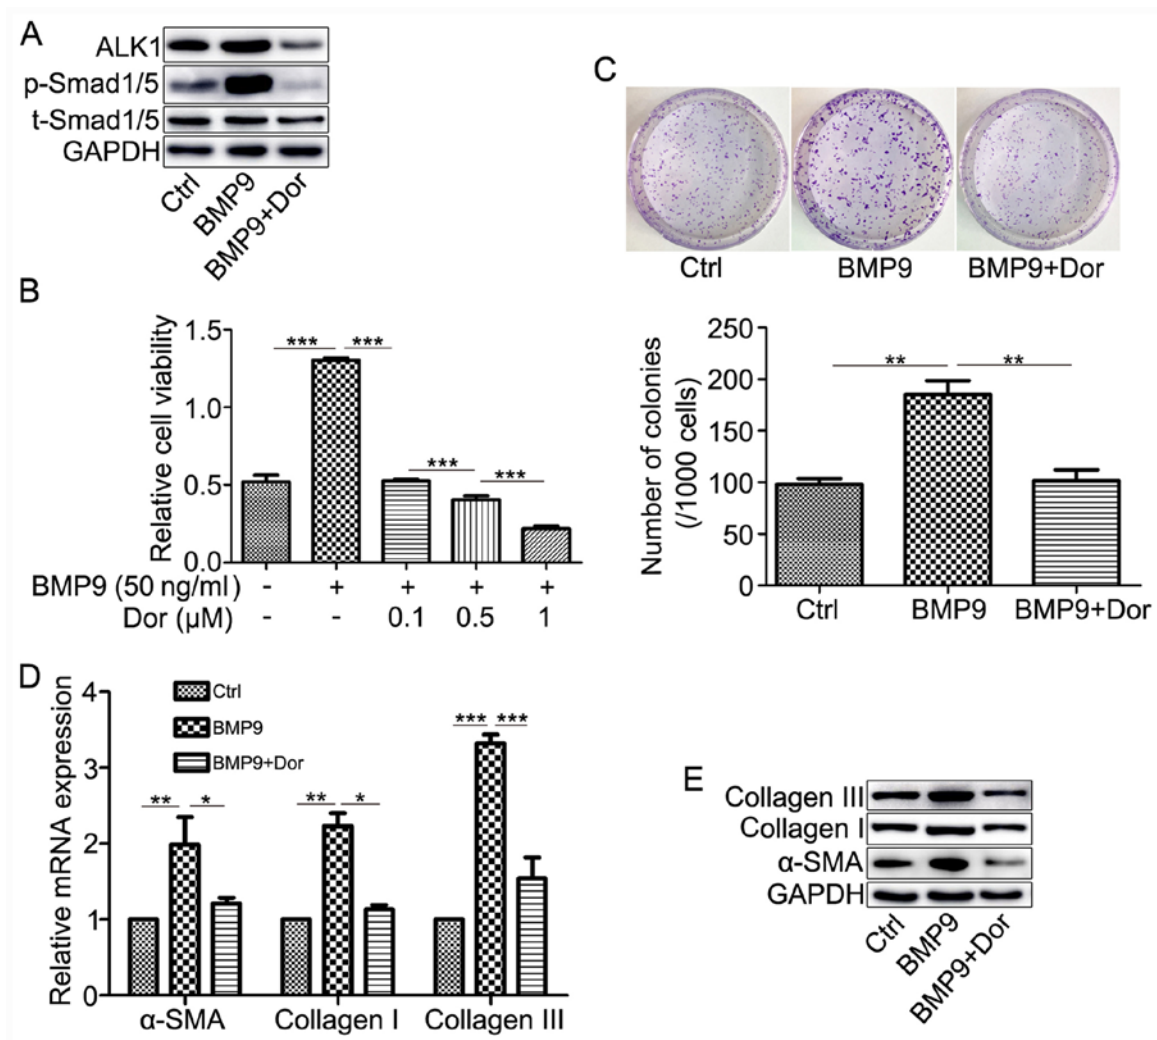 A
ALK1
p-Smad1/5
t-Smad1/5
GAPDH
Ctrl
BMP9
BMP9+Dor
B
Relative cell viability
1.5
1.0
0.5
0.0
*** ***
***
***
BMP9 (50 ng/ml) - + + + +
Dor (μM) - - 0.1 0.5 1
C
Ctrl BMP9 BMP9+Dor
Number of colonies
(/1000 cells)
250
200
150
100
50
0
** **
Ctrl BMP9 BMP9+Dor
D
Relative mRNA expression
4
3
2
1
0
Ctrl
BMP9
BMP9+Dor
** * ** * *** ***
α-SMA Collagen I Collagen III
E
Collagen III
Collagen I
α-SMA
GAPDH
Ctrl
BMP9
BMP9+Dor